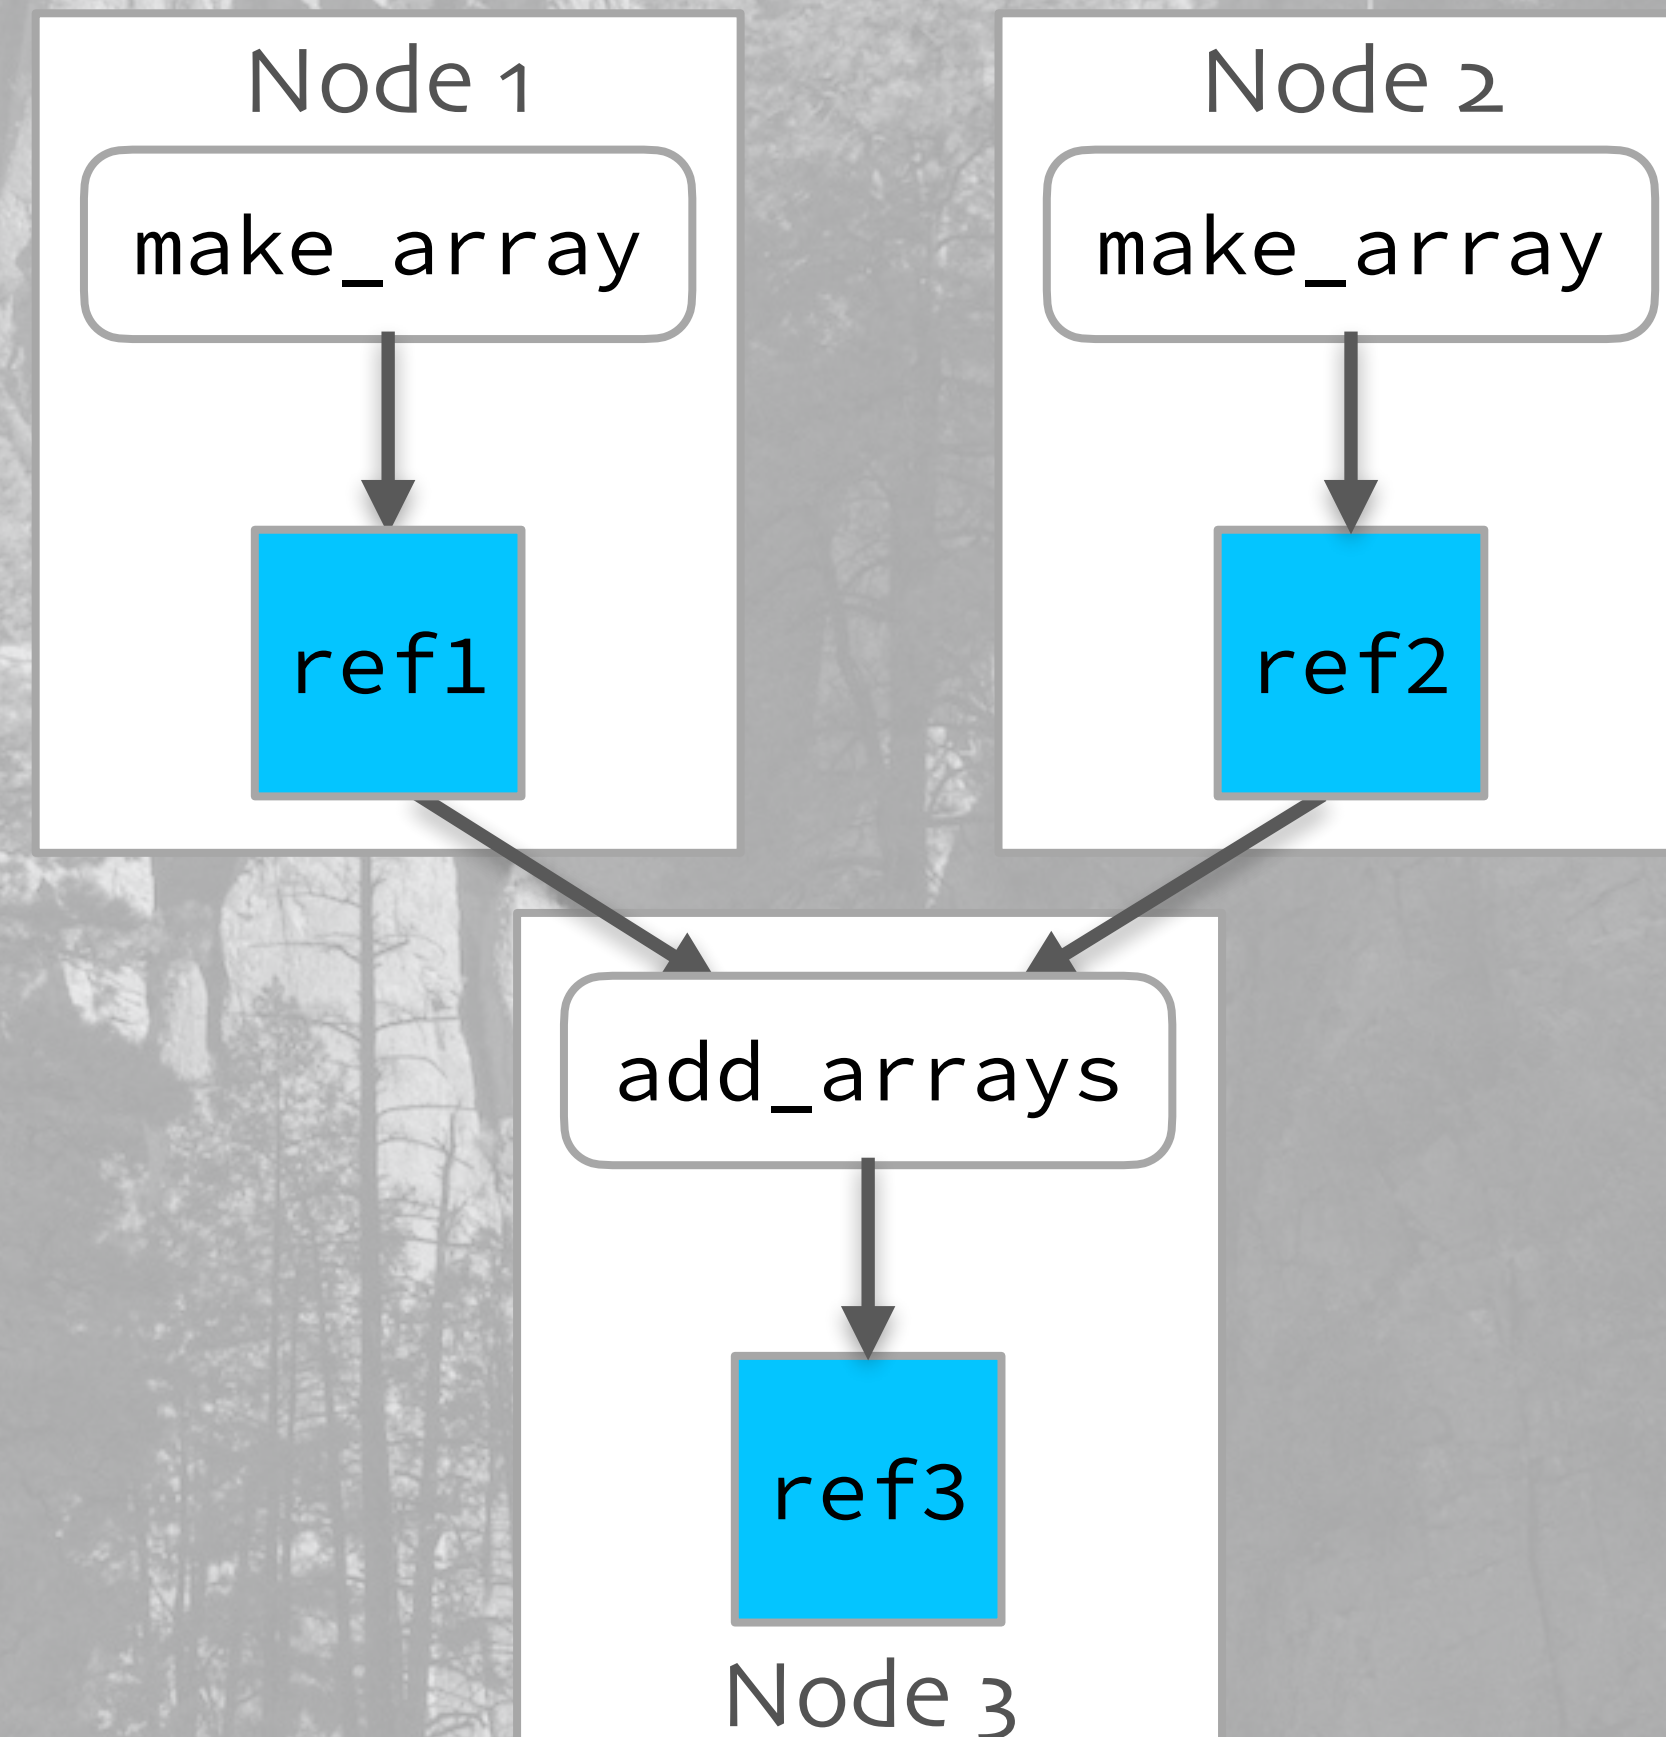 Node 1
make_array
ref1
Node 2
make_array
ref2
add_arrays
ref3
Node 3